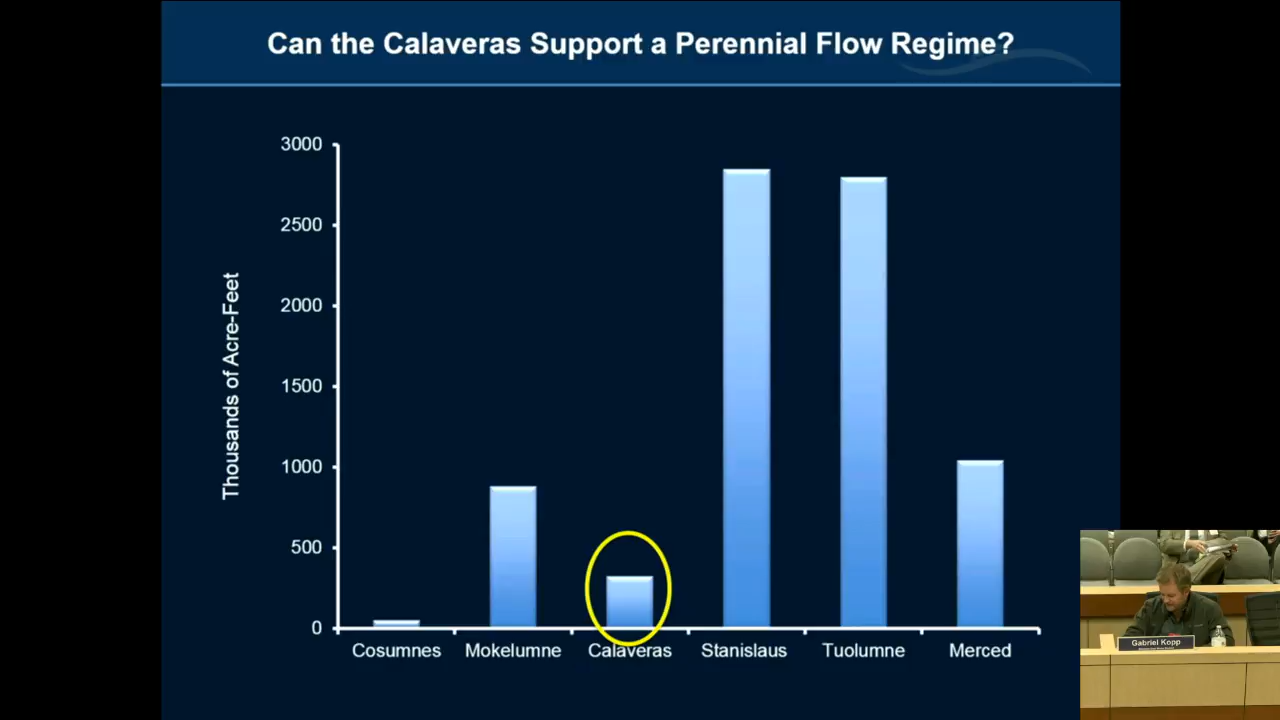 Can the Calaveras Support a Perennial Flow Regime?
3000
2500
2000
1500
1000
500
0
Thousands of Acre-Feet
Cosumnes Mokelumne Calaveras Stanislaus Tuolumne Merced
Gabriel Kopp